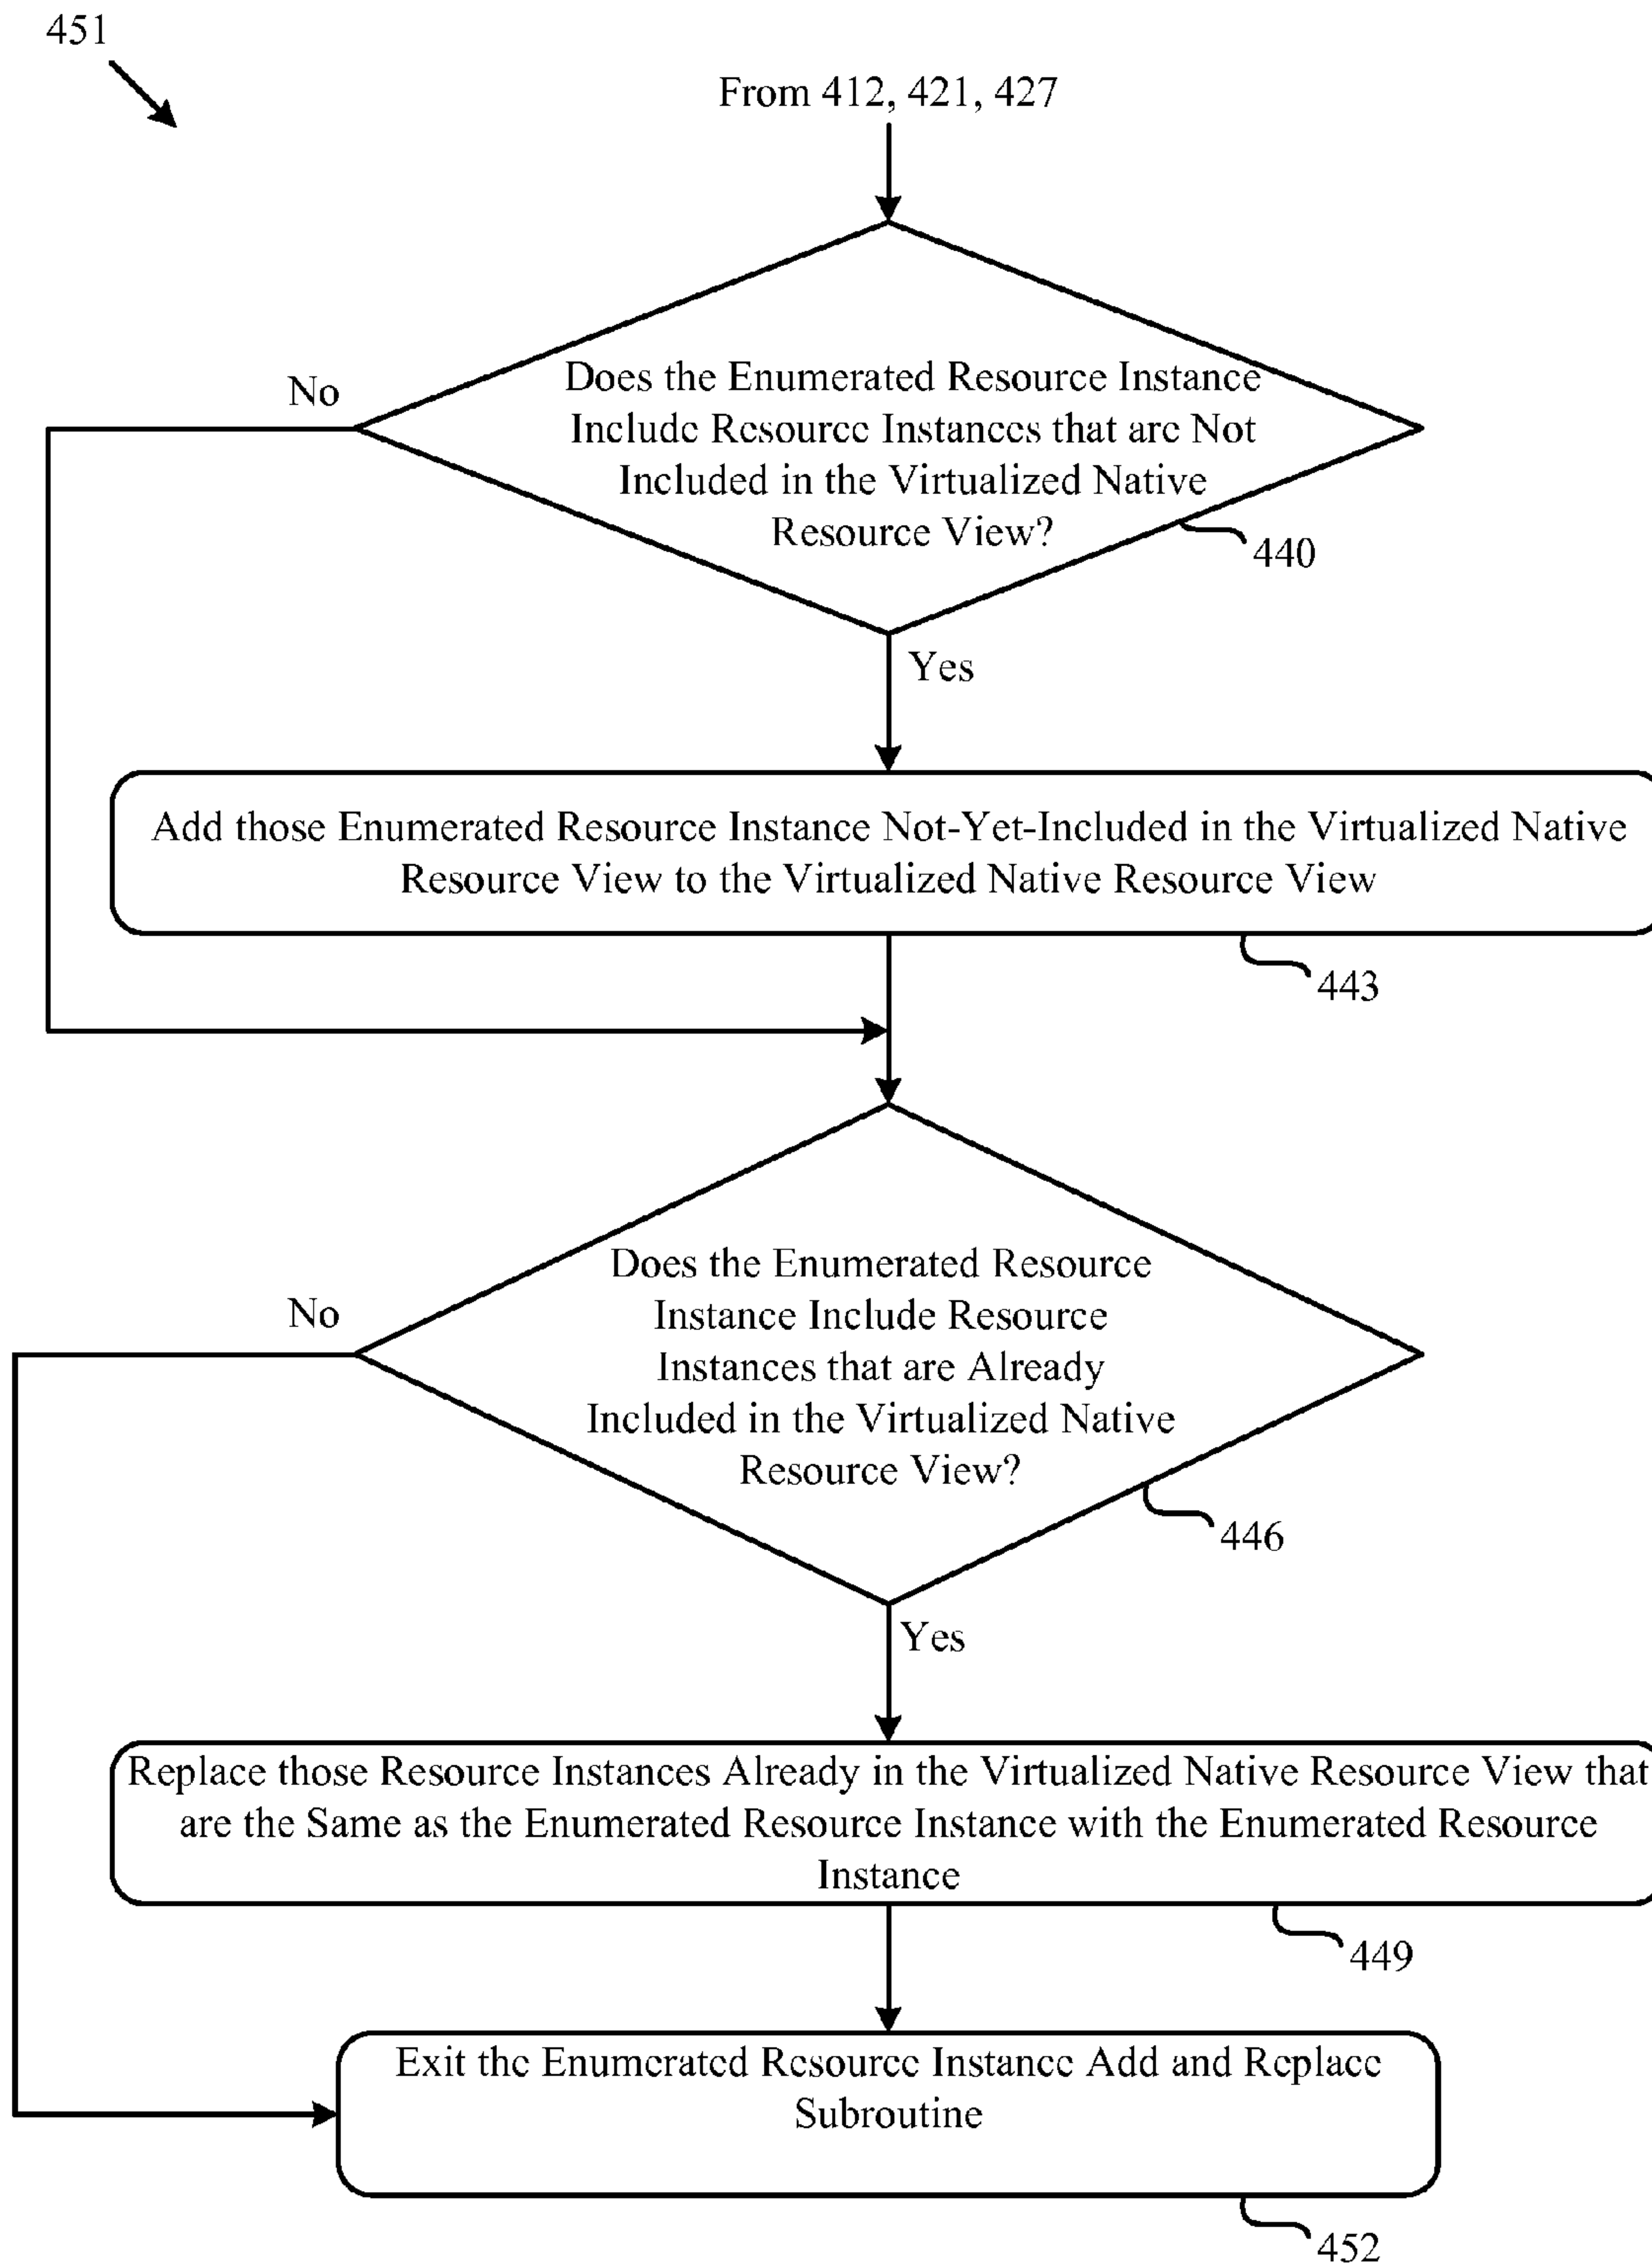 451
From 412, 421, 427
Does the Enumerated Resource Instance
Include Resource Instances that are Not
Included in the Virtualized Native
Resource View?
No
440
Yes
Add those Enumerated Resource Instance Not-Yet-Included in the Virtualized Native
Resource View to the Virtualized Native Resource View
443
Does the Enumerated Resource
Instance Include Resource
Instances that are Already
Included in the Virtualized Native
Resource View?
No
446
Yes
Replace those Resource Instances Already in the Virtualized Native Resource View that
are the Same as the Enumerated Resource Instance with the Enumerated Resource
Instance
449
Exit the Enumerated Resource Instance Add and Replace
Subroutine
452